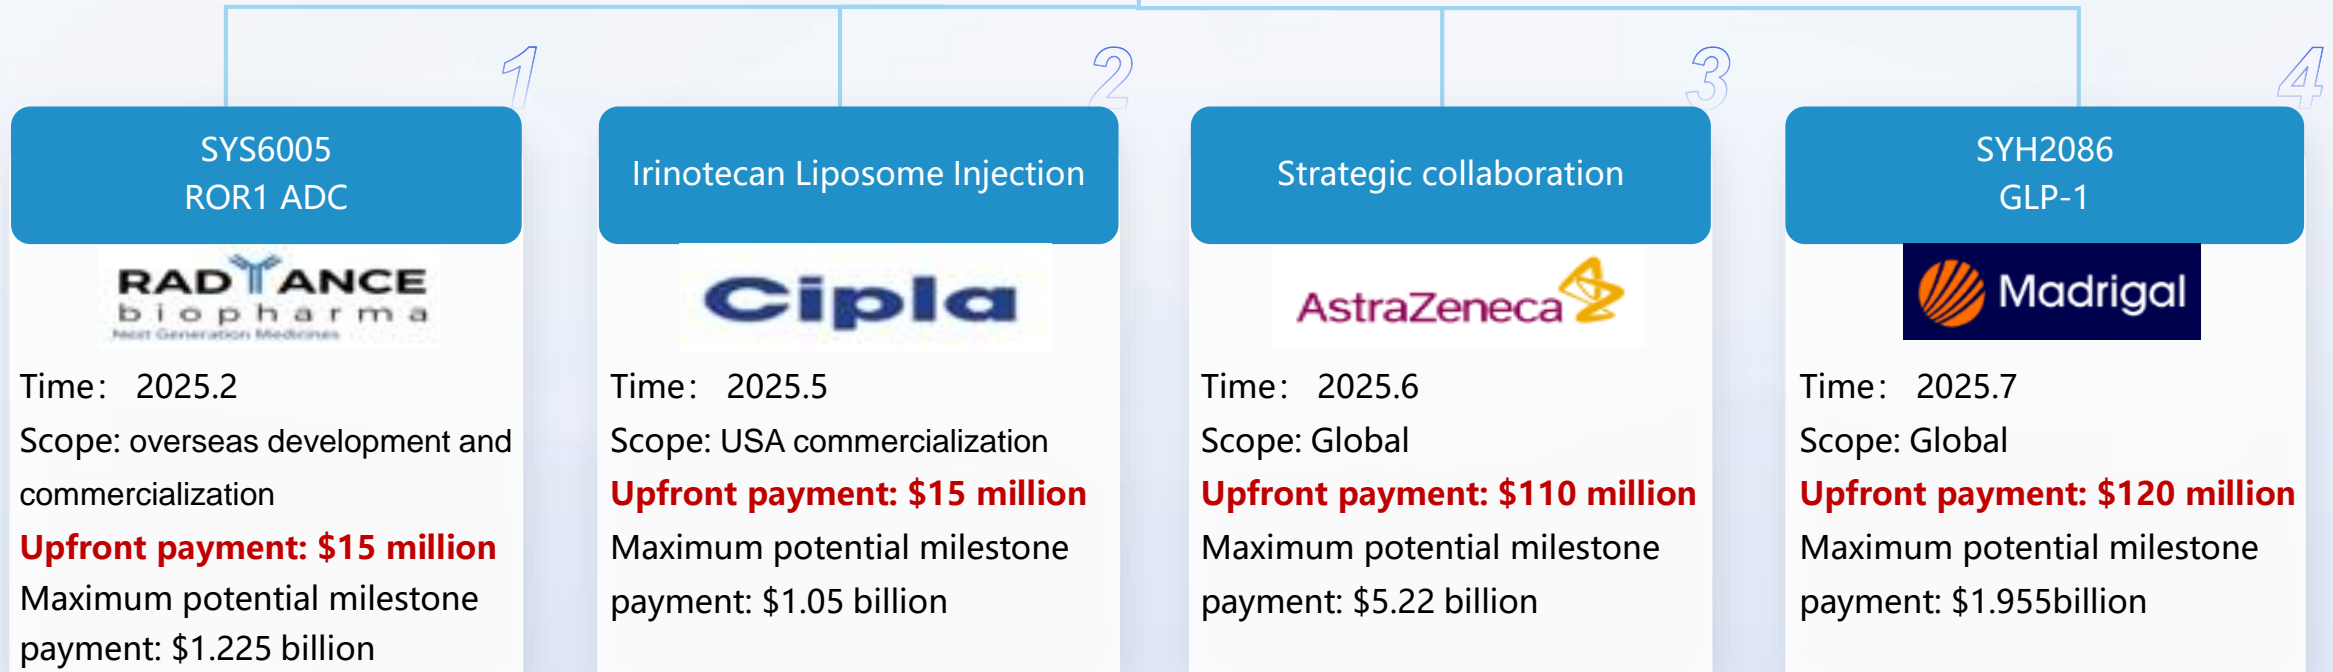 1
SYS6005
ROR1 ADC
RADYANCE
biopharma
Next Generation Medicines
Time： 2025.2
Scope: overseas development and
commercialization
Upfront payment: $15 million
Maximum potential milestone
payment: $1.225 billion
2
Irinotecan Liposome Injection
Cipla
Time： 2025.5
Scope: USA commercialization
Upfront payment: $15 million
Maximum potential milestone
payment: $1.05 billion
3
Strategic collaboration
AstraZeneca
Time： 2025.6
Scope: Global
Upfront payment: $110 million
Maximum potential milestone
payment: $5.22 billion
4
SYH2086
GLP-1
Madrigal
Time： 2025.7
Scope: Global
Upfront payment: $120 million
Maximum potential milestone
payment: $1.955billion